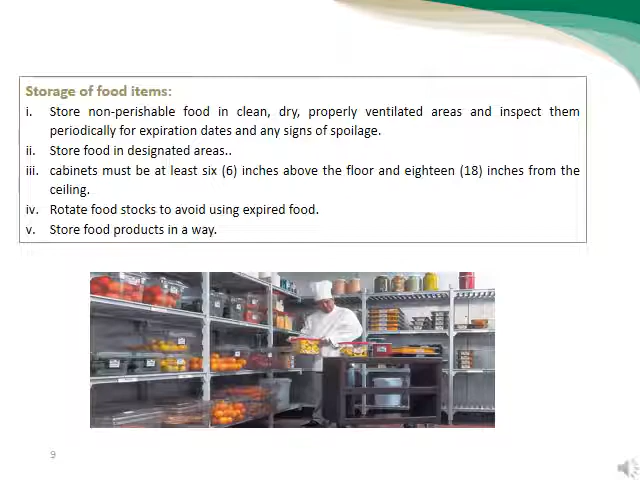 Storage of food items:
i. Store non-perishable food in clean, dry, properly ventilated areas and inspect them
periodically for expiration dates and any signs of spoilage.
ii. Store food in designated areas..
iii. cabinets must be at least six (6) inches above the floor and eighteen (18) inches from the
ceiling.
iv. Rotate food stocks to avoid using expired food.
v. Store food products in a way.
9